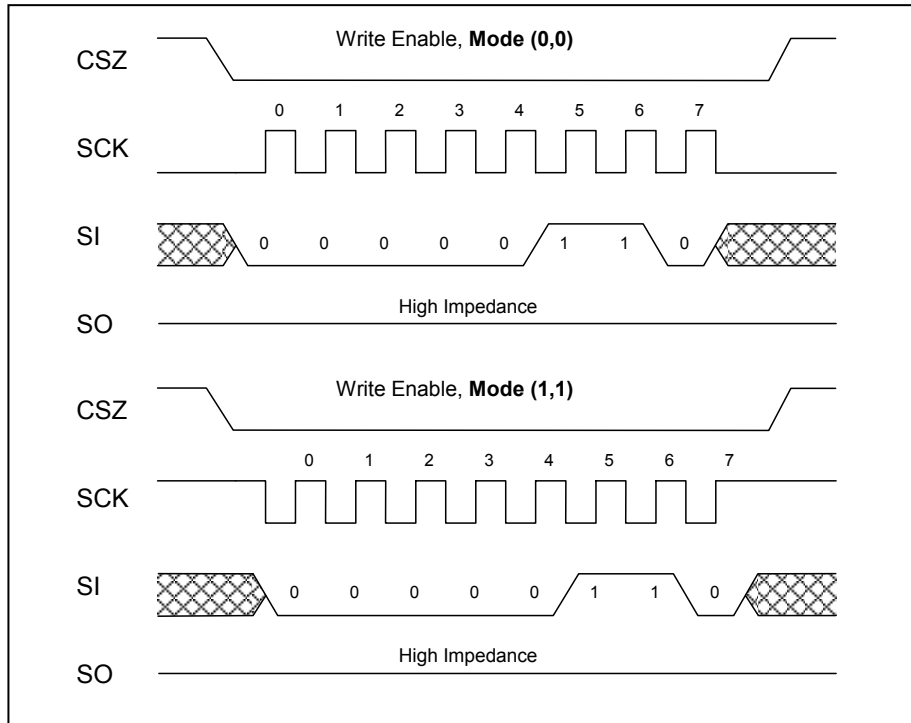 Write Enable, Mode (0,0)
CSZ
0 1 2 3 4 5 6 7
SCK
SI
0 0 0 0 0 1 1 0
High Impedance
SO
Write Enable, Mode (1,1)
CSZ
0 1 2 3 4 5 6 7
SCK
SI
0 0 0 0 0 1 1 0
High Impedance
SO